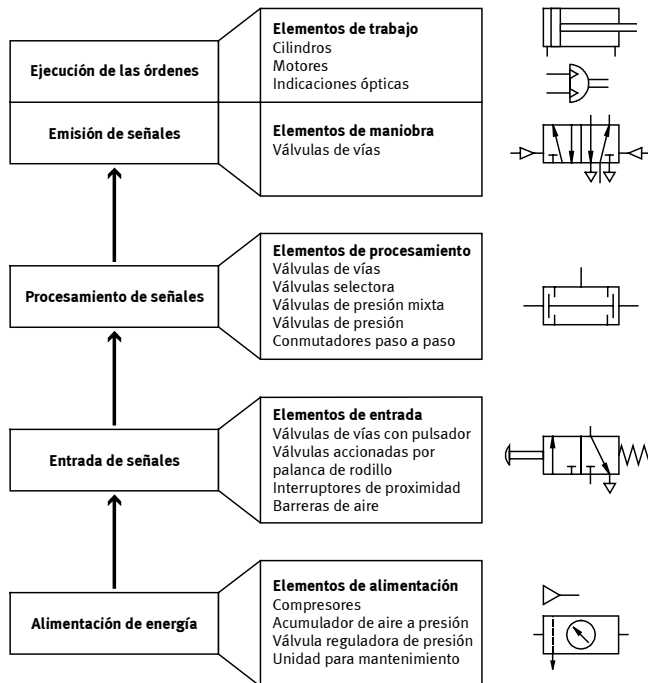 Ejecución de las órdenes
Elementos de trabajo
Cilindros
Motores
Indicaciones ópticas
Emisión de señales
Elementos de maniobra
Válvulas de vías
Procesamiento de señales
Elementos de procesamiento
Válvulas de vías
Válvulas selectora
Válvulas de presión mixta
Válvulas de presión
Conmutadores paso a paso
Entrada de señales
Elementos de entrada
Válvulas de vías con pulsador
Válvulas accionadas por
palanca de rodillo
Interruptores de proximidad
Barreras de aire
Alimentación de energía
Elementos de alimentación
Compresores
Acumulador de aire a presión
Válvula reguladora de presión
Unidad para mantenimiento